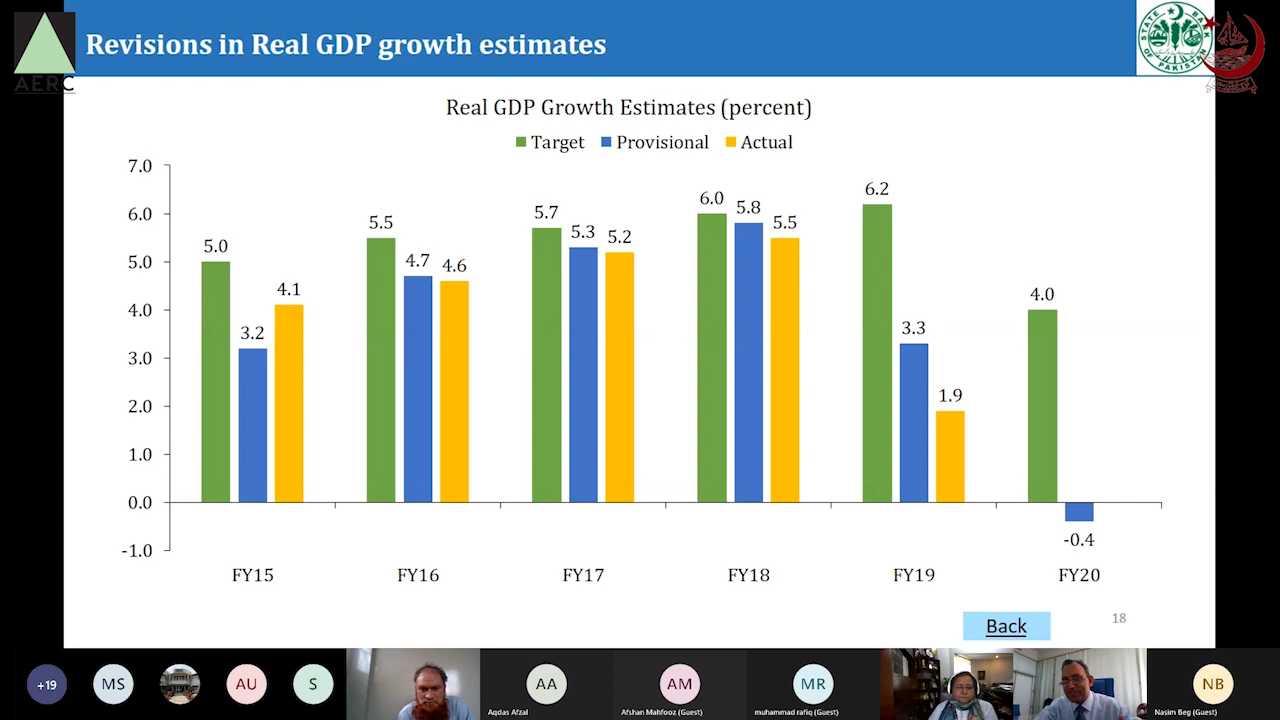 AERC
Revisions in Real GDP growth estimates
STATE BANK OF PAKISTAN
Real GDP Growth Estimates (percent)
Target Provisional Actual
7.0
6.0
5.0
4.0
3.0
2.0
1.0
0.0
-1.0
5.0 3.2 4.1
5.5 4.7 4.6
5.7 5.3 5.2
6.0 5.8 5.5
6.2 3.3 1.9
4.0 -0.4
FY15 FY16 FY17 FY18 FY19 FY20
Back
18
+19 MS AU S AA AM MR NB
Aqdas Afzal Afshan Mahfooz (Guest) muhammad rafiq (Guest) Nasim Beg (Guest)